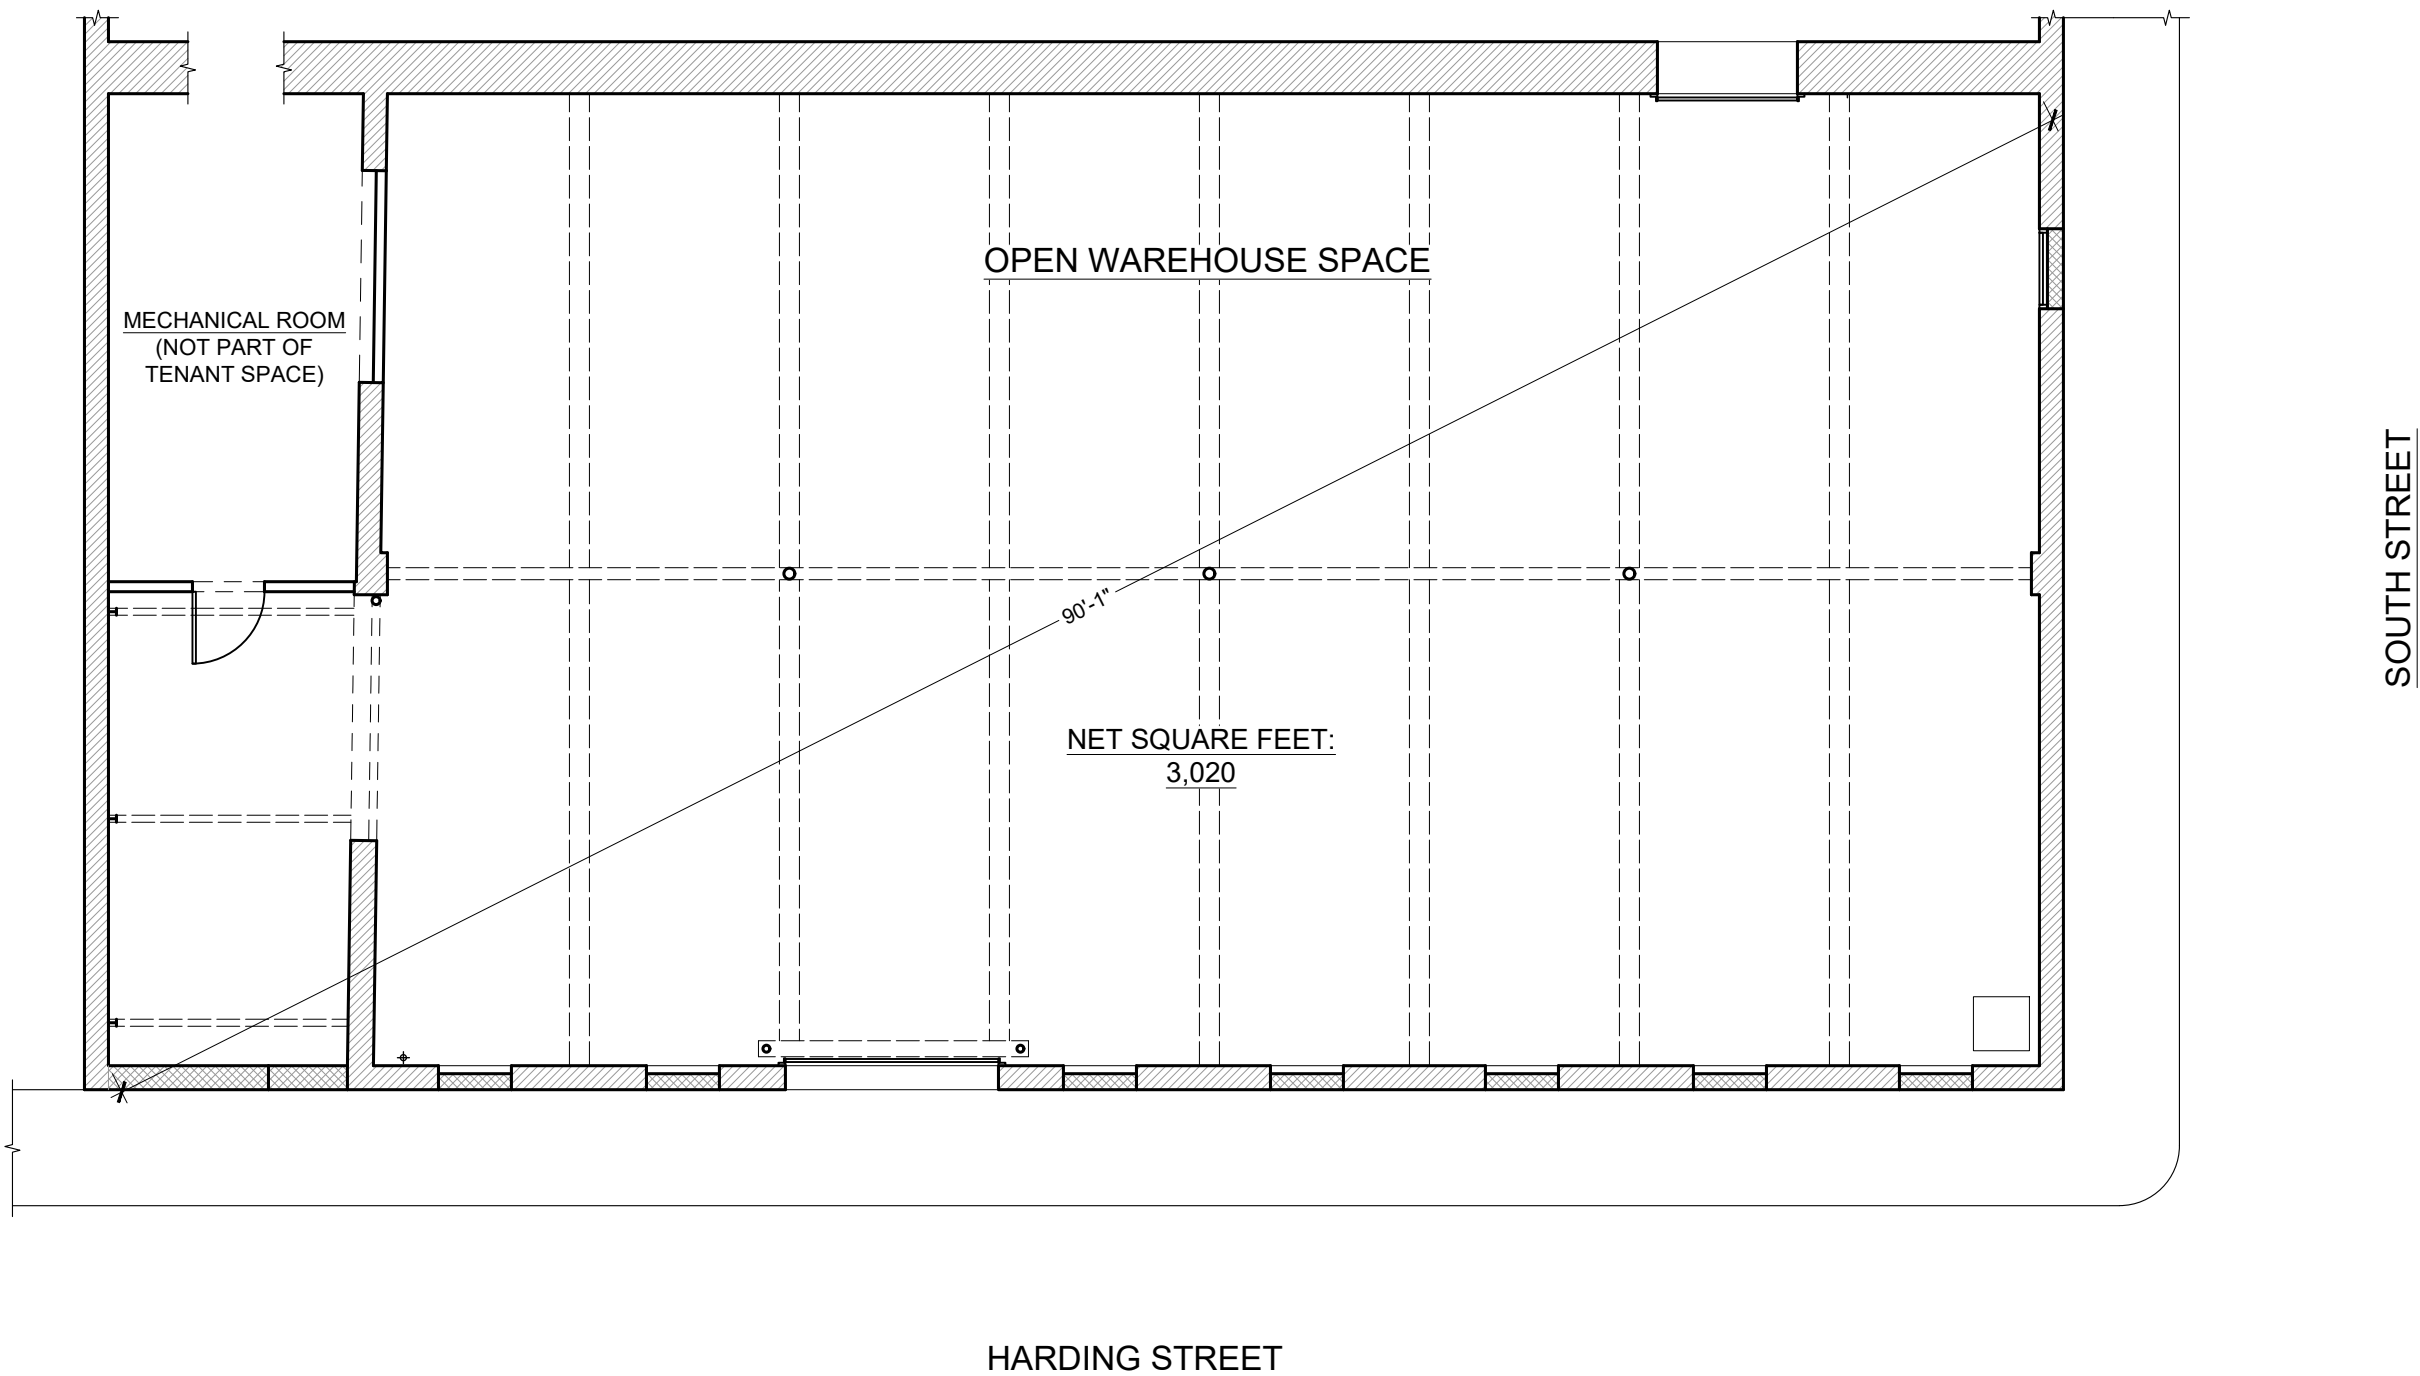 OPEN WAREHOUSE SPACE
MECHANICAL ROOM
(NOT PART OF
TENANT SPACE)
SOUTH STREET
90'-1"
NET SQUARE FEET:
3,020
HARDING STREET